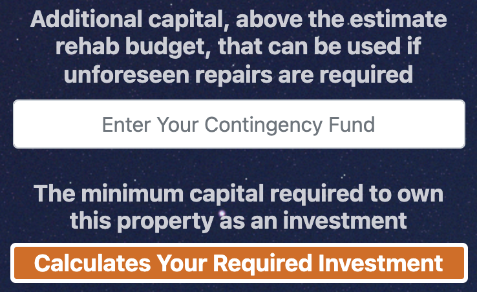 Additional capital, above the estimate
rehab budget, that can be used if
unforeseen repairs are required
Enter Your Contingency Fund
The minimum capital required to own
this property as an investment
Calculates Your Required Investment